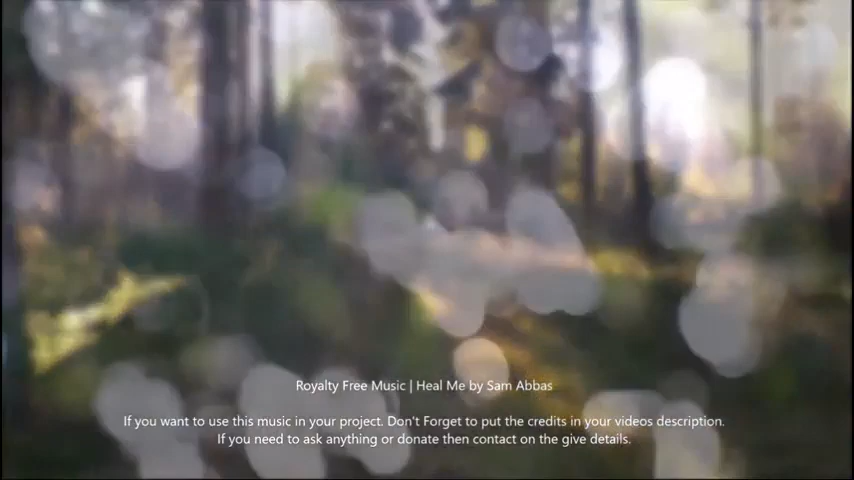 Royalty Free Music | Heal Me by Sam Abbas
If you want to use this music in your project. Don't Forget to put the credits in your videos description.
If you need to ask anything or donate then contact on the give details.